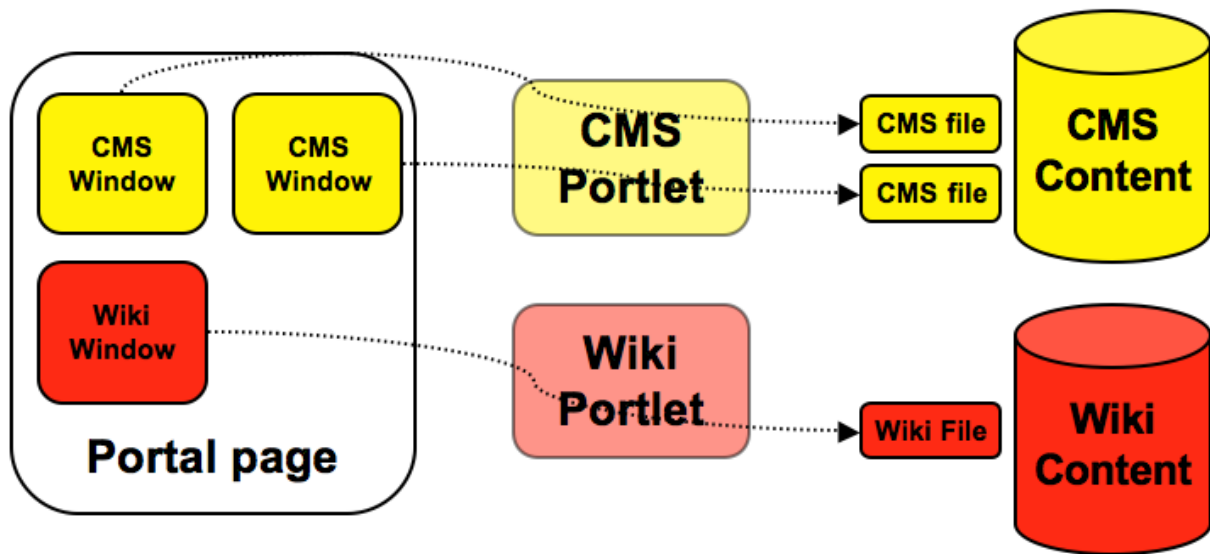 CMS
Window
CMS
Window
Wiki
Window
Portal page
CMS
Portlet
Wiki
Portlet
CMS file
CMS file
Wiki File
CMS
Content
Wiki
Content